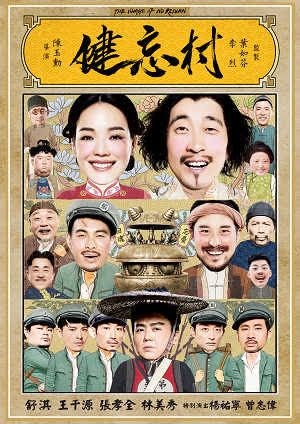 THE VILLAGE OF NO RETURN
監製
葉如芬
李烈
健忘村
陳玉勳
導演
舒淇 王千源 張孝全 林美秀 特別演出 楊祐寧 曾志偉